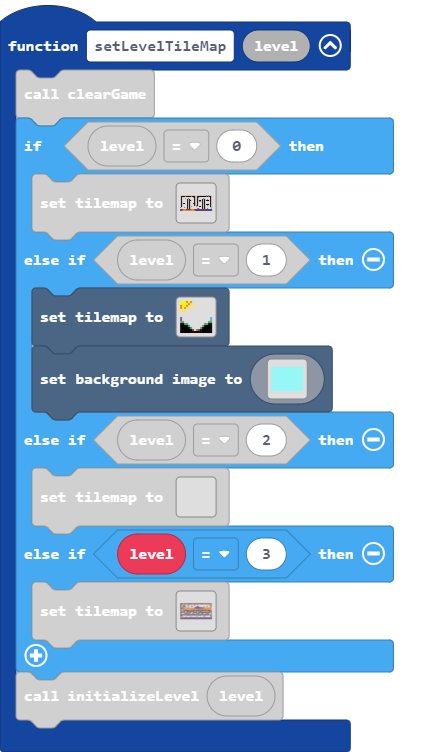 function setLevelTileMap level
call clearGame
if level = 0 then
set tilemap to
else if level = 1 then
set tilemap to
set background image to
else if level = 2 then
set tilemap to
else if level = 3 then
set tilemap to
call initializeLevel level